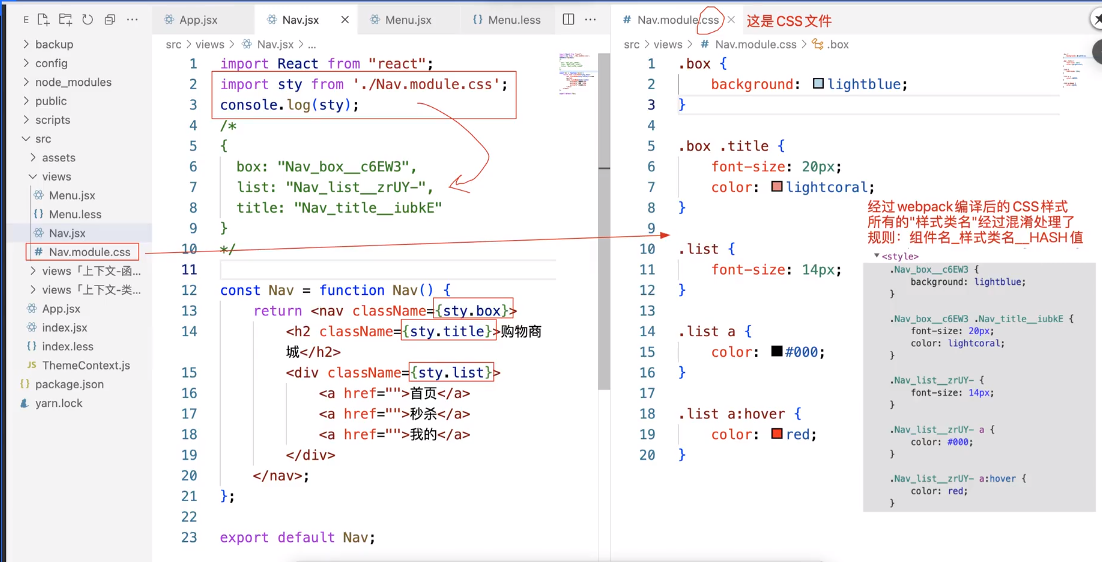 E
App.jsx
Nav.jsx
Menu.jsx
Menu.less
Nav.module.css
这是CSS文件
backup
config
node_modules
public
scripts
src
assets
views
Menu.jsx
Menu.less
Nav.jsx
Nav.module.css
views「上下文-函...
views「上下文-类...
App.jsx
index.jsx
index.less
ThemeContext.js
package.json
yarn.lock
src > views > Nav.jsx > ...
1 import React from "react";
2 import sty from './Nav.module.css';
3 console.log(sty);
4 /*
5 {
6 box: "Nav_box__c6EW3",
7 list: "Nav_list__zrUY-",
8 title: "Nav_title__iubkE"
9 }
10 */
11
12 const Nav = function Nav() {
13 return <nav className={sty.box}>
14 <h2 className={sty.title}>购物商
城</h2>
15 <div className={sty.list}>
16 <a href="">首页</a>
17 <a href="">秒杀</a>
18 <a href="">我的</a>
19 </div>
20 </nav>;
21 };
22
23 export default Nav;
src > views > # Nav.module.css > .box
1 .box {
2 background: lightblue;
3 }
4
5 .box .title {
6 font-size: 20px;
7 color: lightcoral;
8 }
9
10 .list {
11 font-size: 14px;
12 }
13
14 .list a {
15 color: #000;
16 }
17
18 .list a:hover {
19 color: red;
20 }
经过webpack编译后的CSS样式
所有的"样式类名"经过混淆处理了
规则：组件名_样式类名__HASH值
<style>
.Nav_box__c6EW3 {
background: lightblue;
}
.Nav_box__c6EW3 .Nav_title__iubkE {
font-size: 20px;
color: lightcoral;
}
.Nav_list__zrUY- {
font-size: 14px;
}
.Nav_list__zrUY- a {
color: #000;
}
.Nav_list__zrUY- a:hover {
color: red;
}